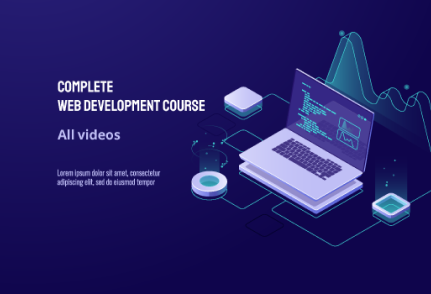 COMPLETE
WEB DEVELOPMENT COURSE
All videos
Lorem ipsum dolor sit amet, consectetur
adipiscing elit, sed do eiusmod tempor